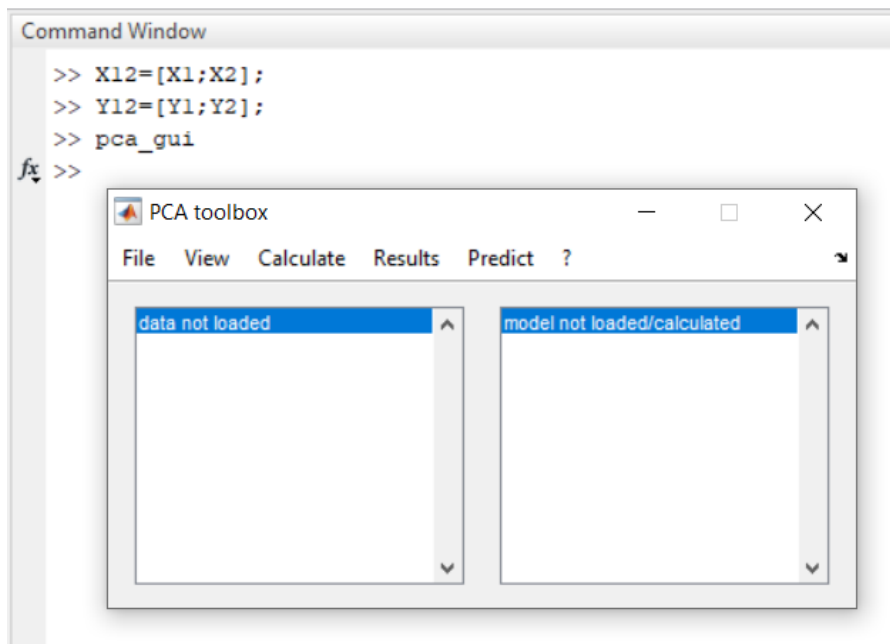 Command Window
>> X12=[X1;X2];
>> Y12=[Y1;Y2];
>> pca_gui
fx >>
PCA toolbox
File View Calculate Results Predict ?
data not loaded
model not loaded/calculated